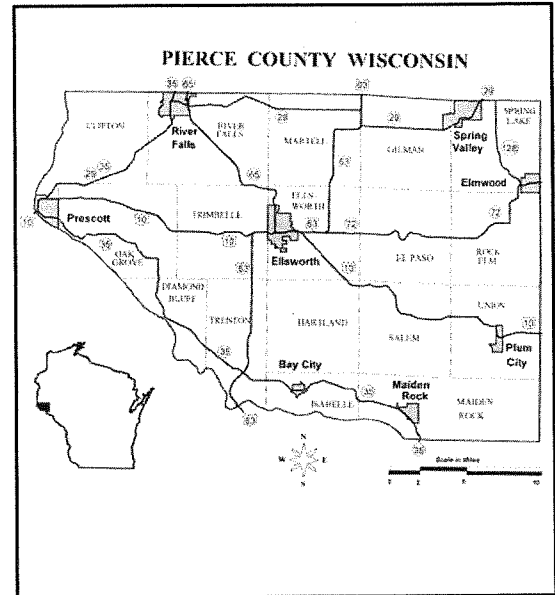 PIERCE COUNTY WISCONSIN
35 65 63 29
CLIFTON
River Falls
RIVER FALLS
29
MARTELL
29
GILMAN
Spring Valley
SPRING LAKE
128
29 35
65
63
Elmwood
10
Prescott
10
TRIMBELLE
ELLS WORTH
63
72
72
35
OAK GROVE
10
Ellsworth
10
EL PASO
ROCK ELM
DIAMOND BLUFF
63
TRENTON
HARTLAND
SALEM
UNION
10
Plum City
35
Bay City
35
Maiden Rock
ISABELLE
MAIDEN ROCK
63
35
N
W E
S
Scale in Miles
10